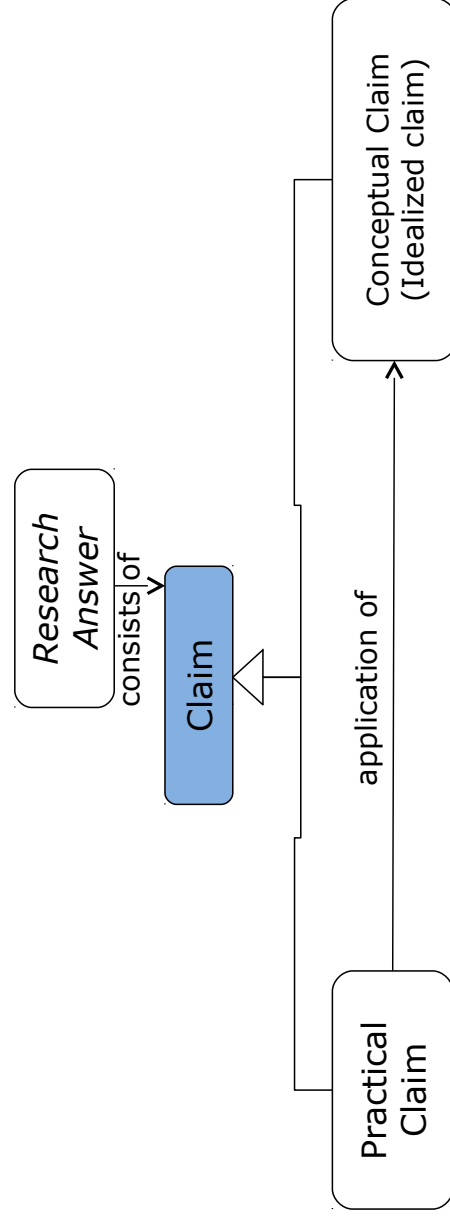 Research
Answer
consists of
Claim
application of
Practical
Claim
Conceptual Claim
(Idealized claim)